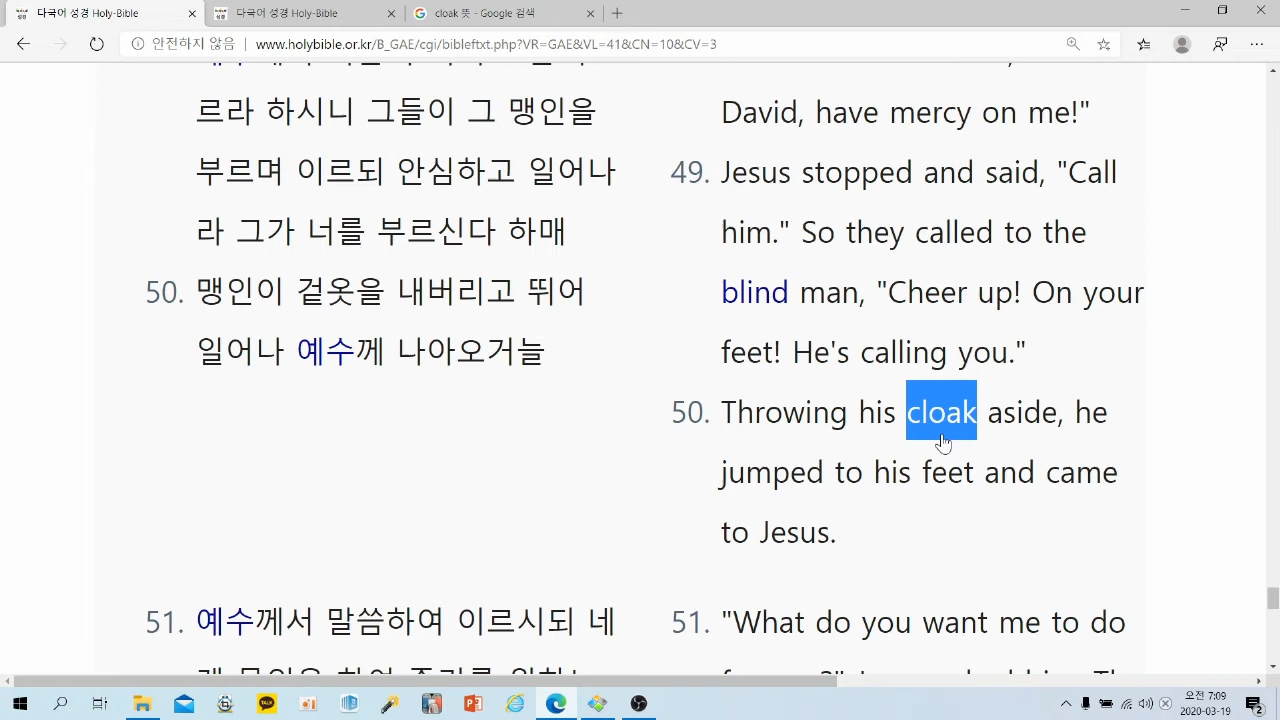 다국어 성경 Holy-Bible
다국어 성경 Holy-Bible
cloak 뜻 - Google 검색
안전하지 않음
www.holybible.or.kr/B_GAE/cgi/bibleftxt.php?VR=GAE&VL=41&CN=10&CV=3
르라 하시니 그들이 그 맹인을
부르며 이르되 안심하고 일어나
라 그가 너를 부르신다 하매
50. 맹인이 겉옷을 내버리고 뛰어
일어나 예수께 나아오거늘
51. 예수께서 말씀하여 이르시되 네
David, have mercy on me!"
49. Jesus stopped and said, "Call
him." So they called to the
blind man, "Cheer up! On your
feet! He's calling you."
50. Throwing his cloak aside, he
jumped to his feet and came
to Jesus.
51. "What do you want me to do
오전 7:09
2020-03-19